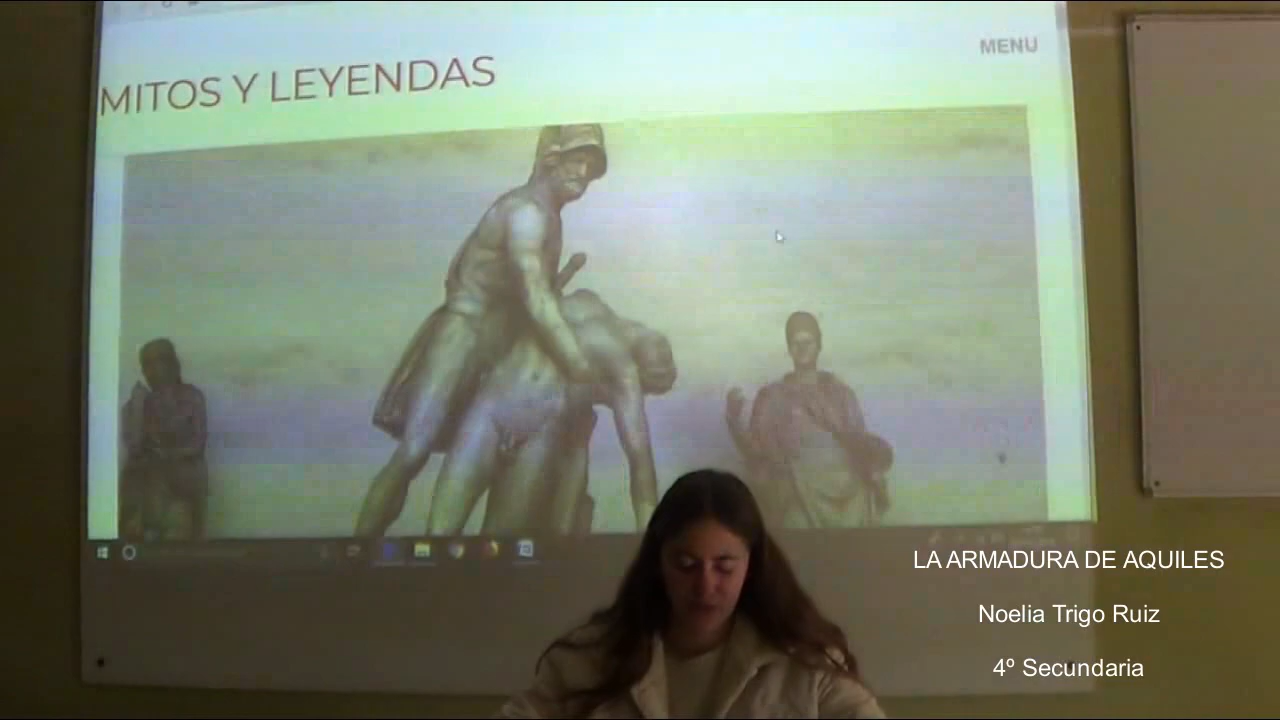 MENU
MITOS Y LEYENDAS
LA ARMADURA DE AQUILES
Noelia Trigo Ruiz
4º Secundaria